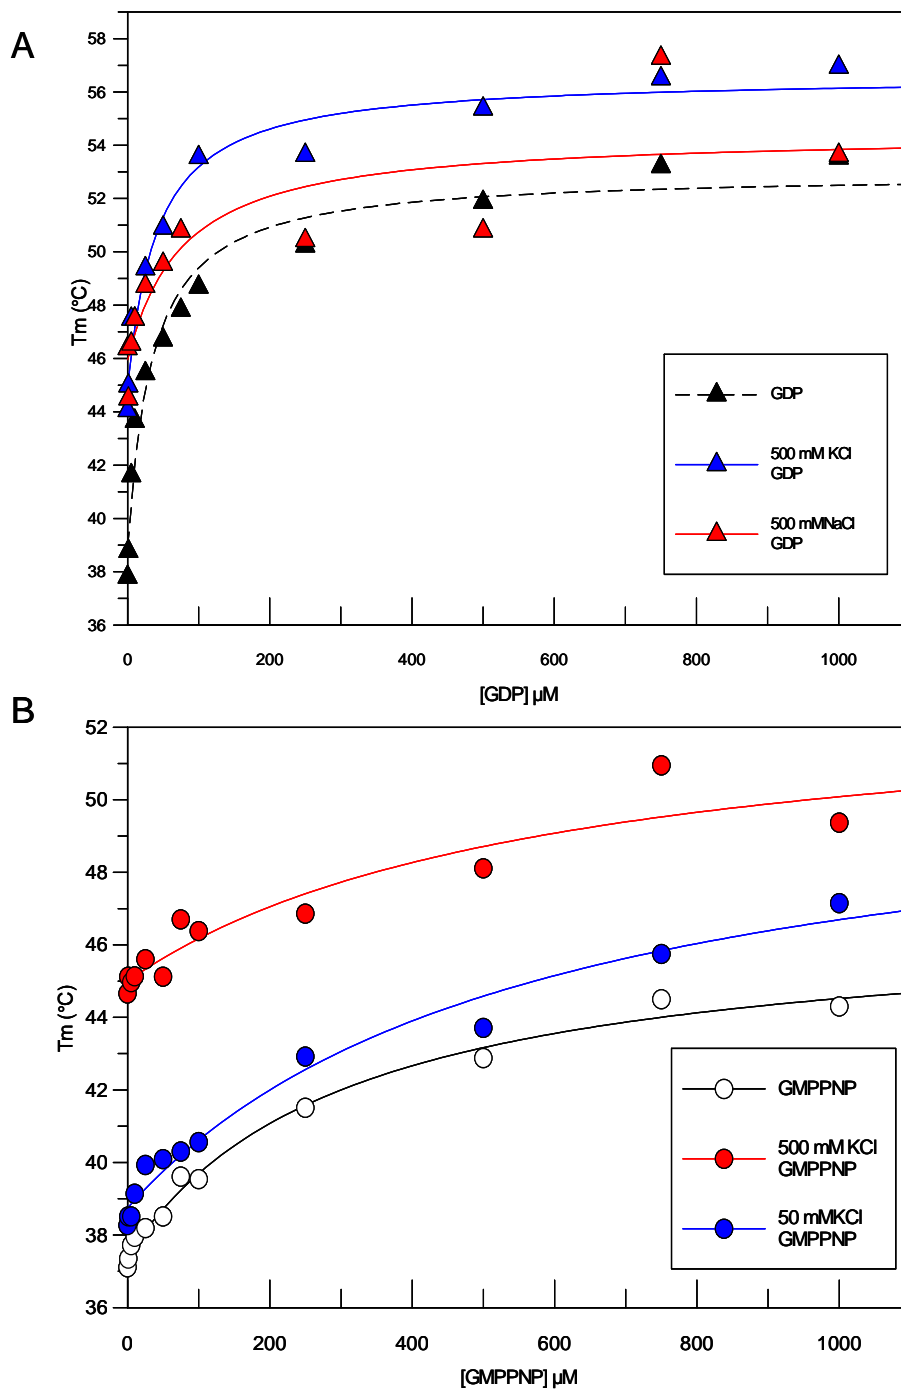 A
58
56
54
52
50
48
46
44
42
40
38
36
Tm (°C)
GDP
500 mM KCl
GDP
500 mMNaCl
GDP
0
200
400
600
800
1000
[GDP] µM
B
52
50
48
46
44
42
40
38
36
Tm (°C)
GMPPNP
500 mM KCl
GMPPNP
50 mMKCl
GMPPNP
0
200
400
600
800
1000
[GMPPNP] µM